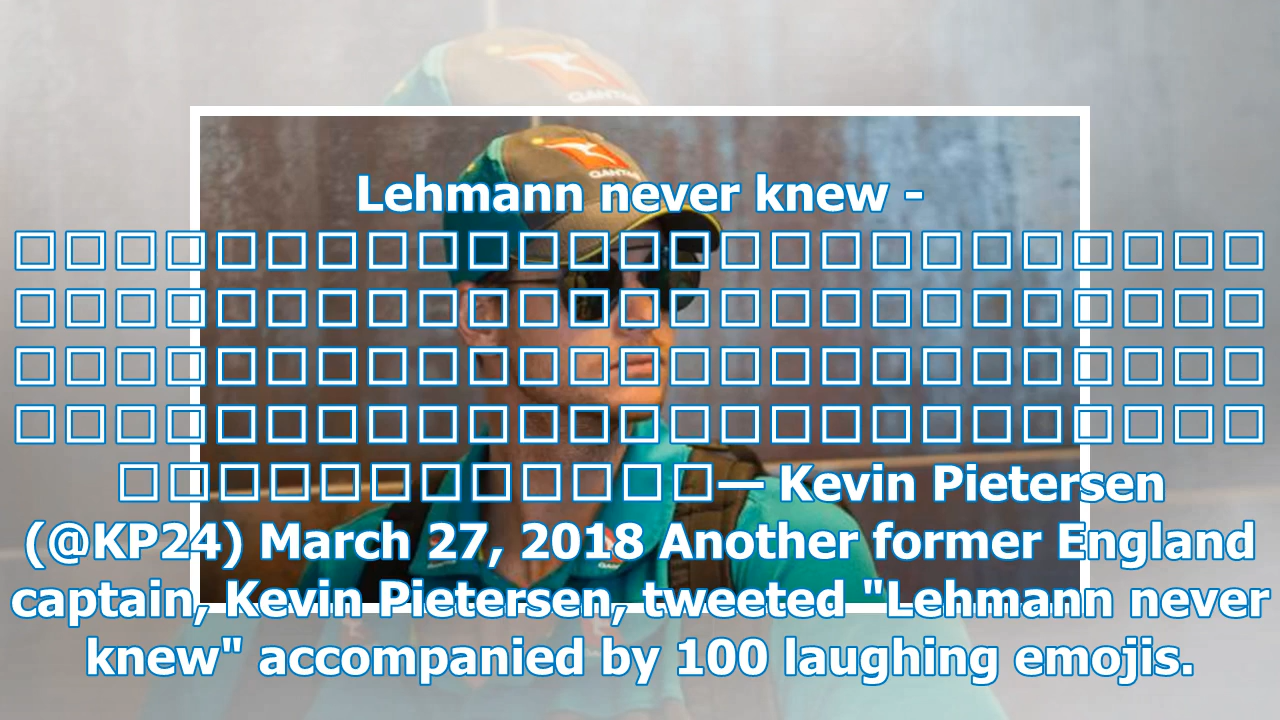 QANTAS
Lehmann never knew -
□□□□□□□□□□□□□□□□□□□□□□□□□
□□□□□□□□□□□□□□□□□□□□□□□□□
□□□□□□□□□□□□□□□□□□□□□□□□□
□□□□□□□□□□□□□□□□□□□□□□□□□
□□□□□□□□□□□□— Kevin Pietersen
(@KP24) March 27, 2018 Another former England
captain, Kevin Pietersen, tweeted "Lehmann never
knew" accompanied by 100 laughing emojis.